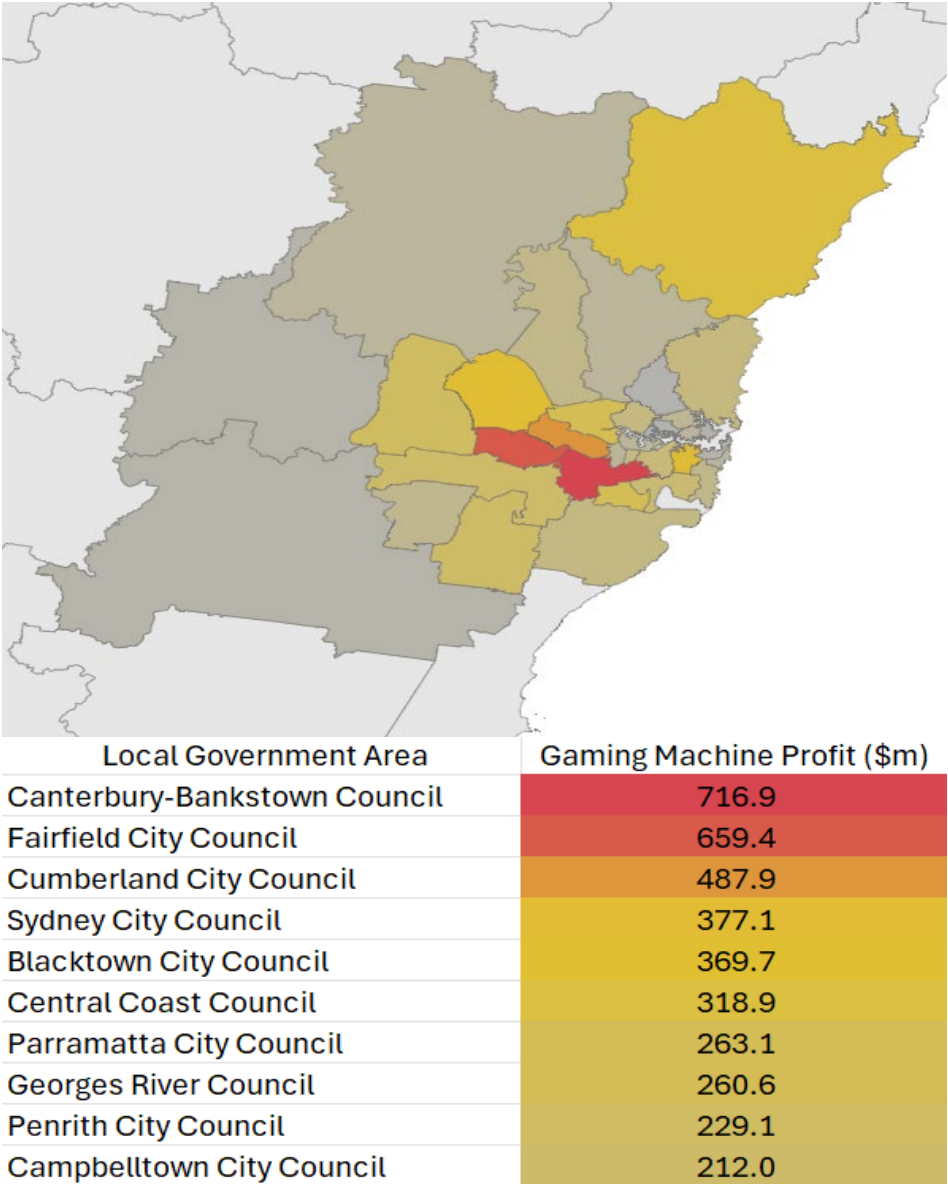 Local Government Area Gaming Machine Profit ($m)
Canterbury-Bankstown Council 716.9
Fairfield City Council 659.4
Cumberland City Council 487.9
Sydney City Council 377.1
Blacktown City Council 369.7
Central Coast Council 318.9
Parramatta City Council 263.1
Georges River Council 260.6
Penrith City Council 229.1
Campbelltown City Council 212.0